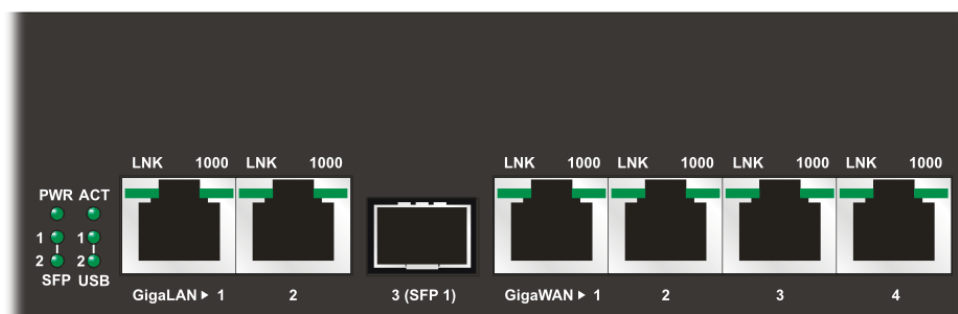 LNK 1000 LNK 1000 LNK 1000 LNK 1000 LNK 1000 LNK 1000
PWR ACT
1 1
2 2
SFP USB
GigaLAN ▶ 1 2 3 (SFP 1) GigaWAN ▶ 1 2 3 4